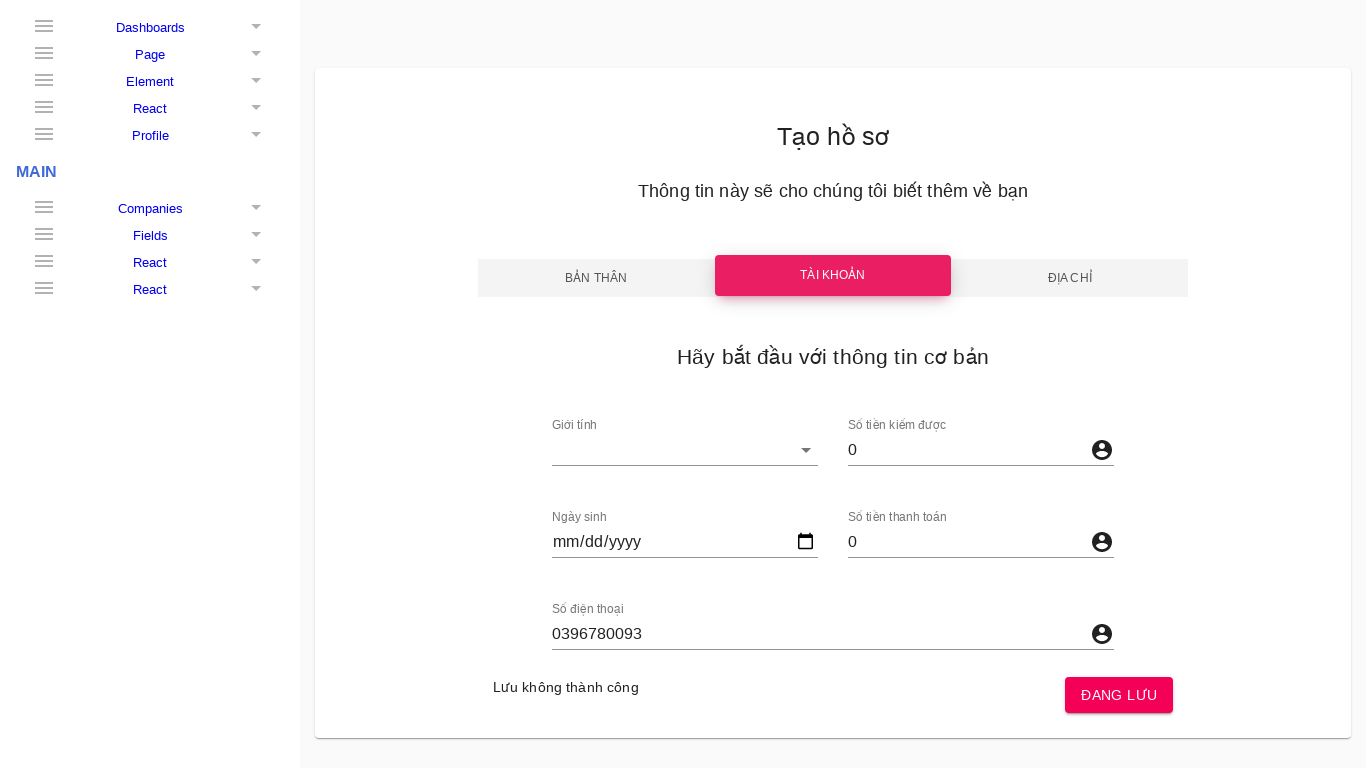 Dashboards
Page
Element
React
Profile
MAIN
Companies
Fields
React
React
Tạo hồ sơ
Thông tin này sẽ cho chúng tôi biết thêm về bạn
BẢN THÂN
TÀI KHOẢN
ĐỊA CHỈ
Hãy bắt đầu với thông tin cơ bản
Giới tính
Số tiền kiếm được
0
Ngày sinh
Số tiền thanh toán
mm/dd/yyyy
0
Số điện thoại
0396780093
Lưu không thành công
ĐANG LƯU